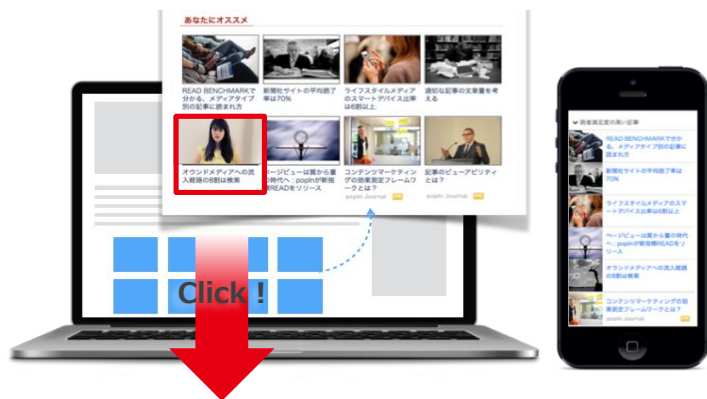 あなたにオススメ
READ BENCHMARKで
分かる、メディアタイプ
別の記事に読まれ方
新聞社サイトの平均読了
率は70%
ライフスタイルメディア
のスマートデバイス比率
は6割以上
適切な記事の文章量を考
える
オウンドメディアへの流
入経路の8割は検索
ページビューは質から量
の時代へ：popInが新指
標READをリリース
コンテンツマーケティン
グの効果測定フレームワ
ークとは？
popIn Journal
記事のビューアビリティ
とは？
popIn Journal
Click !
読者満足度の高い記事
READ BENCHMARKで分か
る、メディアタイプ別の記事に
読まれ方
新聞社サイトの平均読了率は
70%
ライフスタイルメディアのスマ
ートデバイス比率は6割以上
ページビューは質から量の時代
へ：popInが新指標READをリ
リース
オウンドメディアへの流入経路
の8割は検索
コンテンツマーケティングの効
果測定フレームワークとは？
popIn Journal